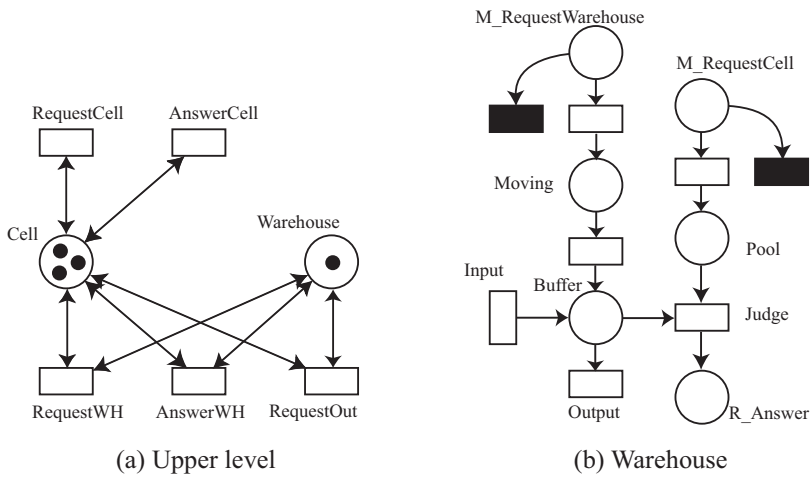 M_RequestWarehouse
M_RequestCell
RequestCell
AnswerCell
Moving
Cell
Warehouse
Pool
Input
Buffer
Judge
RequestWH
AnswerWH
RequestOut
Output
R_Answer
(a) Upper level
(b) Warehouse